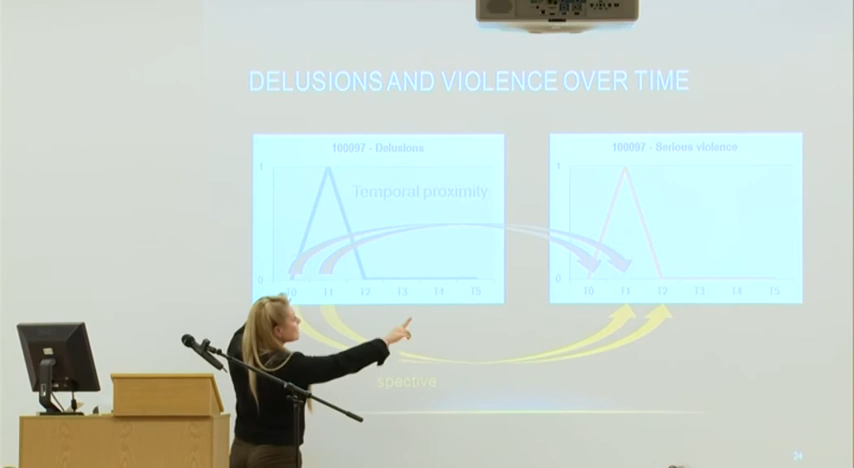 DELUSIONS AND VIOLENCE OVER TIME
100097 - Delusions
1
Temporal proximity
0
T0 T1 T2 T3 T4 T5
100097 - Serious violence
1
0
T0 T1 T2 T3 T4 T5
spective
24